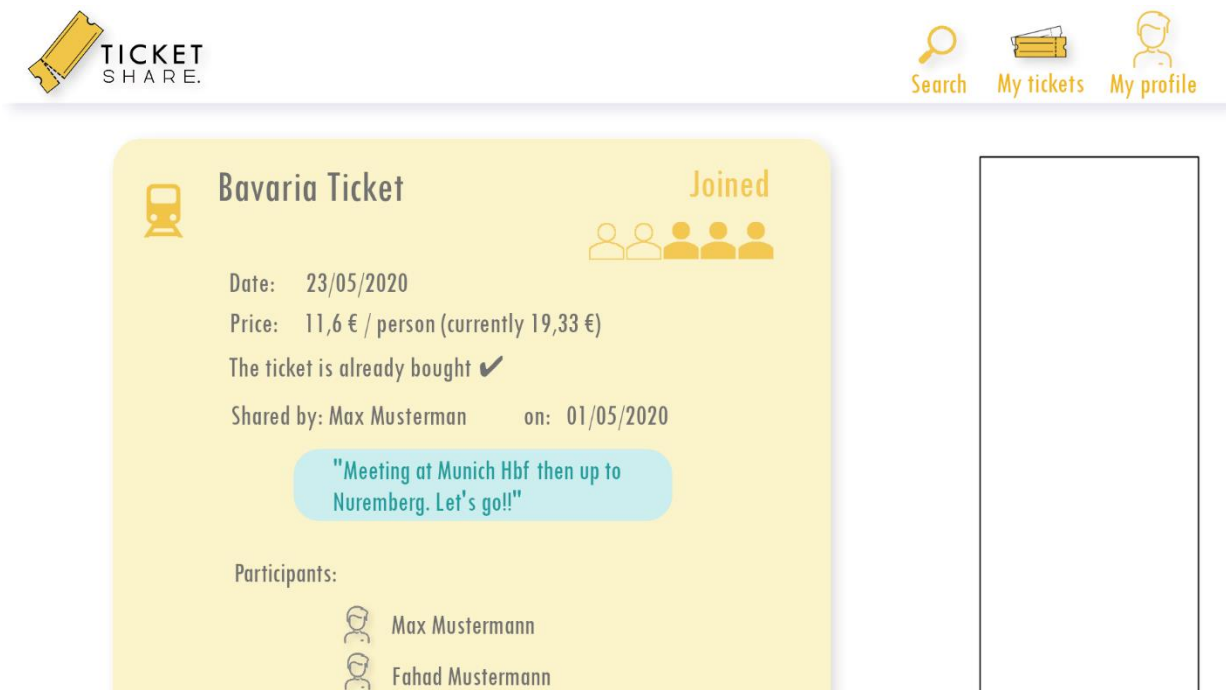 TICKET
SHARE.
Search
My tickets
My profile
Bavaria Ticket
Joined
Date: 23/05/2020
Price: 11,6 € / person (currently 19,33 €)
The ticket is already bought ✔
Shared by: Max Musterman on: 01/05/2020
"Meeting at Munich Hbf then up to
Nuremberg. Let's go!!"
Participants:
Max Mustermann
Fahad Mustermann